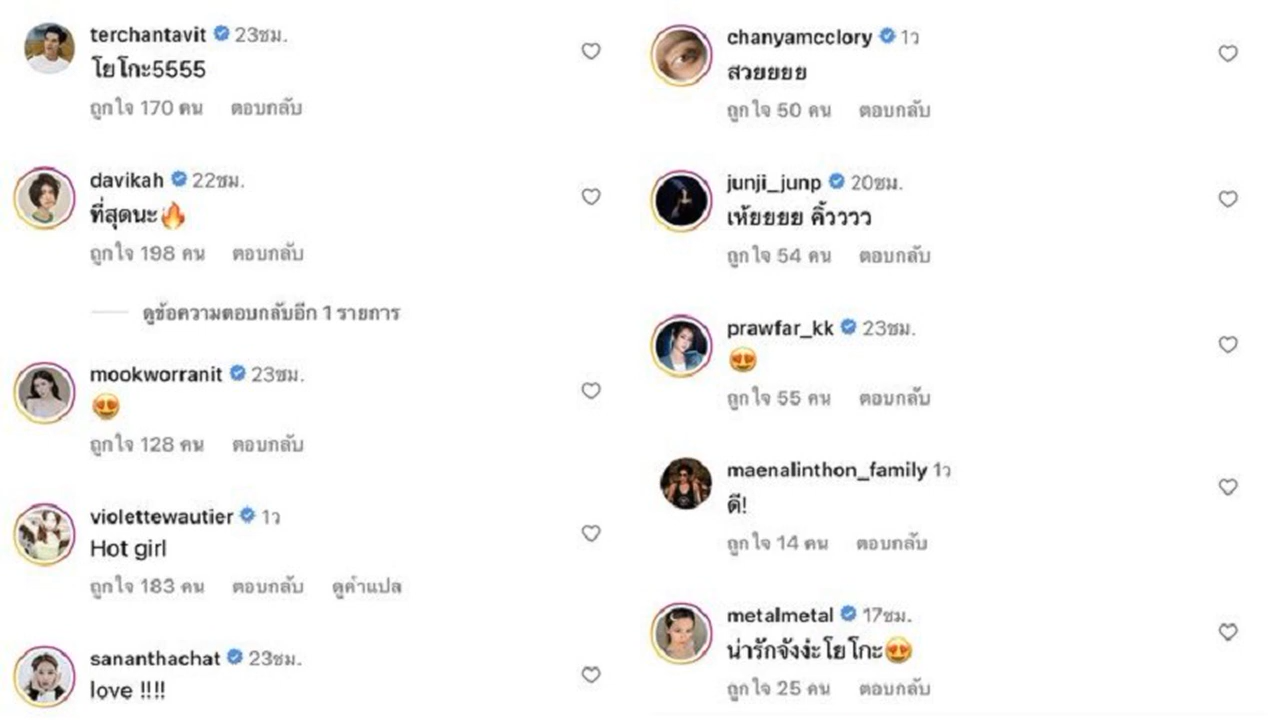 terchantavit 23ชม.
โยโกะ5555
ถูกใจ 170 คน ตอบกลับ
davikah 22ชม.
ที่สุดนะ🔥
ถูกใจ 198 คน ตอบกลับ
ดูข้อความตอบกลับอีก 1 รายการ
mookworranit 23ชม.
😍
ถูกใจ 128 คน ตอบกลับ
violettewautier 1ว
Hot girl
ถูกใจ 183 คน ตอบกลับ ดูคำแปล
sananthachat 23ชม.
love !!!!
chanyamcclory 1ว
สวยยยย
ถูกใจ 50 คน ตอบกลับ
junji_junp 20ชม.
เห้ยยยย คิ้วววว
ถูกใจ 54 คน ตอบกลับ
prawfar_kk 23ชม.
😍
ถูกใจ 55 คน ตอบกลับ
maenalinthon_family 1ว
ดี!
ถูกใจ 14 คน ตอบกลับ
metalmetal 17ชม.
น่ารักจังง่ะโยโกะ😍
ถูกใจ 25 คน ตอบกลับ